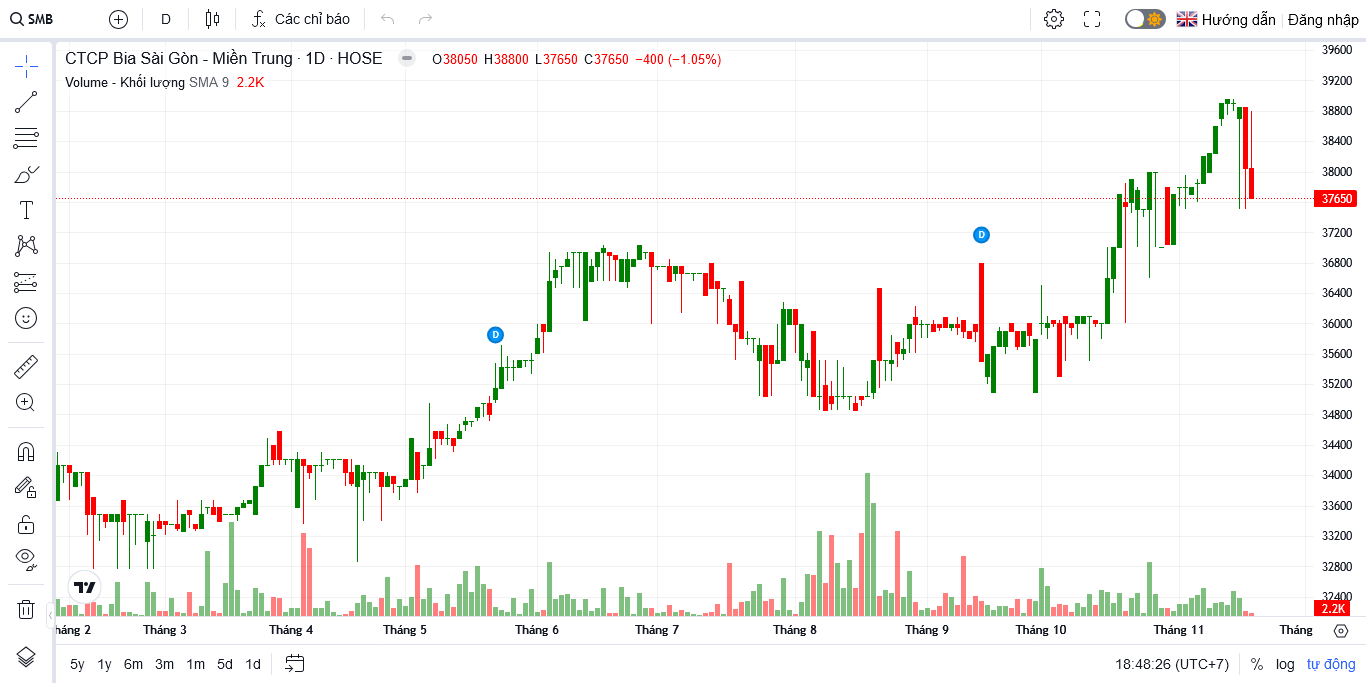 SMB
D
Các chỉ báo
Hướng dẫn
Đăng nhập
CTCP Bia Sài Gòn - Miền Trung · 1D · HOSE
O38050 H38800 L37650 C37650 −400 (−1.05%)
Volume - Khối lượng SMA 9 2.2K
39600
39200
38800
38400
38000
37650
37200
36800
36400
36000
35600
35200
34800
34400
34000
33600
33200
32800
32400
2.2K
D
D
háng 2 Tháng 3 Tháng 4 Tháng 5 Tháng 6 Tháng 7 Tháng 8 Tháng 9 Tháng 10 Tháng 11 Tháng
5y 1y 6m 3m 1m 5d 1d
18:48:26 (UTC+7) % log tự động